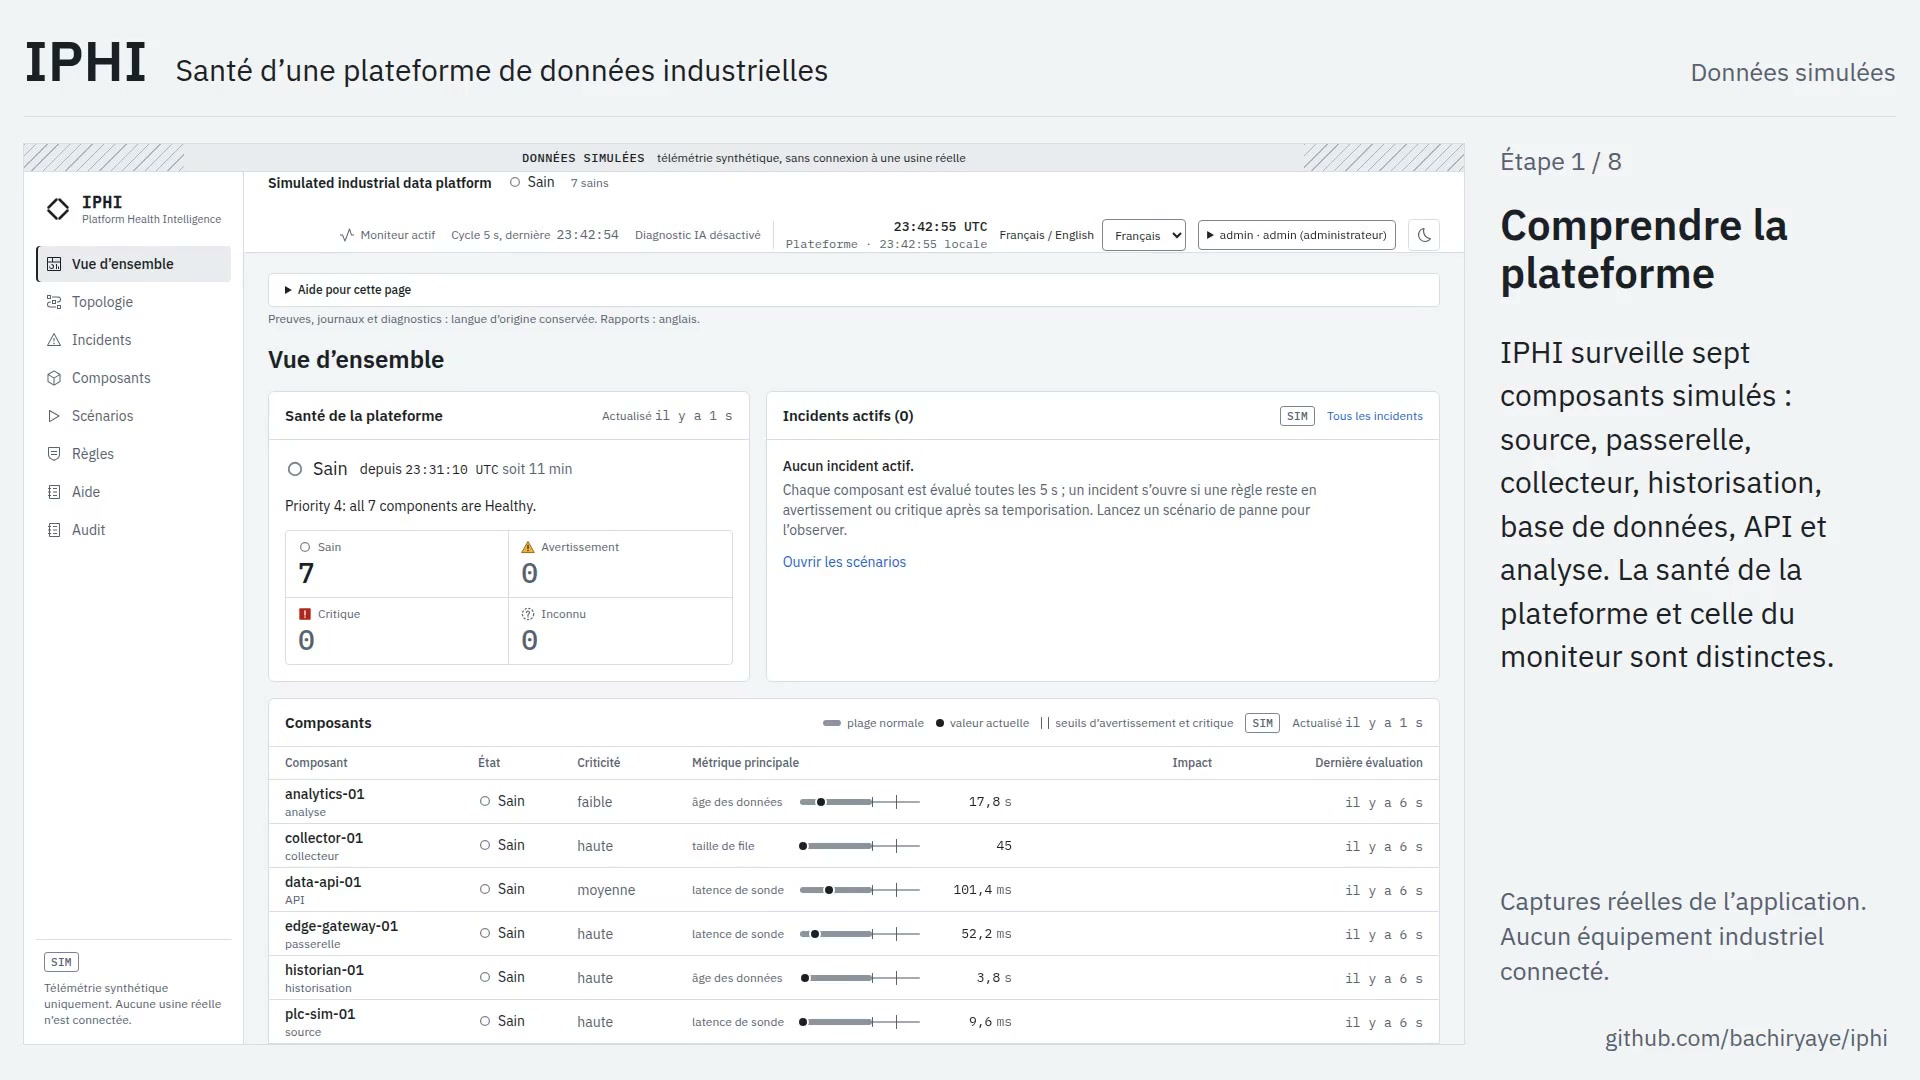 IPHI Santé d’une plateforme de données industrielles
Données simulées
DONNÉES SIMULÉES télémétrie synthétique, sans connexion à une usine réelle
IPHI
Platform Health Intelligence
Vue d’ensemble
Topologie
Incidents
Composants
Scénarios
Règles
Aide
Audit
SIM
Télémétrie synthétique
uniquement. Aucune usine réelle
n’est connectée.
Simulated industrial data platform Sain 7 sains
Moniteur actif Cycle 5 s, dernière 23:42:54 Diagnostic IA désactivé
23:42:55 UTC
Plateforme · 23:42:55 locale
Français / English Français admin · admin (administrateur)
Aide pour cette page
Preuves, journaux et diagnostics : langue d’origine conservée. Rapports : anglais.
Vue d’ensemble
Santé de la plateforme Actualisé il y a 1 s
Sain depuis 23:31:10 UTC soit 11 min
Priority 4: all 7 components are Healthy.
Sain
7
Avertissement
0
Critique
0
Inconnu
0
Incidents actifs (0) SIM Tous les incidents
Aucun incident actif.
Chaque composant est évalué toutes les 5 s ; un incident s’ouvre si une règle reste en
avertissement ou critique après sa temporisation. Lancez un scénario de panne pour
l’observer.
Ouvrir les scénarios
Composants plage normale valeur actuelle seuils d’avertissement et critique SIM Actualisé il y a 1 s
Composant État Criticité Métrique principale Impact Dernière évaluation
analytics-01 Sain faible âge des données 17,8 s il y a 6 s
analyse
collector-01 Sain haute taille de file 45 il y a 6 s
collecteur
data-api-01 Sain moyenne latence de sonde 101,4 ms il y a 6 s
API
edge-gateway-01 Sain haute latence de sonde 52,2 ms il y a 6 s
passerelle
historian-01 Sain haute âge des données 3,8 s il y a 6 s
historisation
plc-sim-01 Sain haute latence de sonde 9,6 ms il y a 6 s
source
Étape 1 / 8
Comprendre la
plateforme
IPHI surveille sept
composants simulés :
source, passerelle,
collecteur, historisation,
base de données, API et
analyse. La santé de la
plateforme et celle du
moniteur sont distinctes.
Captures réelles de l’application.
Aucun équipement industriel
connecté.
github.com/bachiryaye/iphi